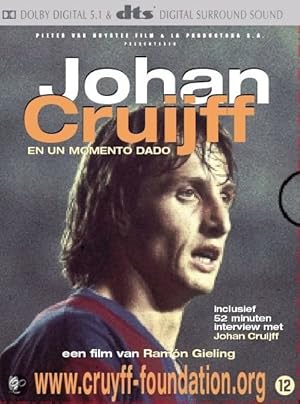 DOLBY DIGITAL 5.1 & dts DIGITAL SURROUND SOUND
PIETER VAN HUYSTEE FILM & LA PRODUCTORA S.A.
PRESENTEREN
Johan
Cruijff
EN UN MOMENTO DADO
inclusief
52 minuten
interview met
Johan Cruijff
een film van Ramón Gieling
www.cruyff-foundation.org
12